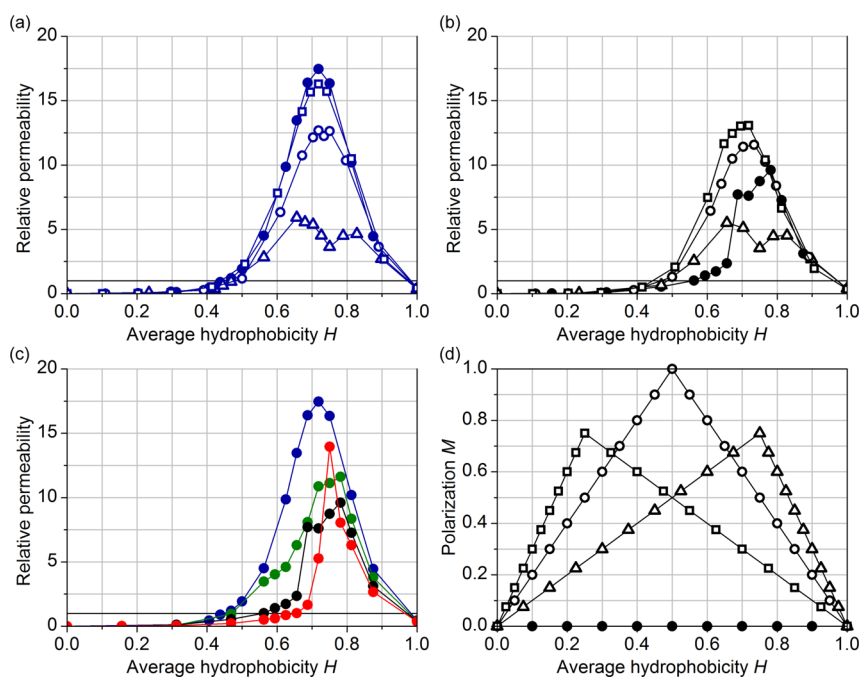 (a)
20
15
10
5
0
Relative permeability
0.0 0.2 0.4 0.6 0.8 1.0
Average hydrophobicity H
(b)
20
15
10
5
0
Relative permeability
0.0 0.2 0.4 0.6 0.8 1.0
Average hydrophobicity H
(c)
20
15
10
5
0
Relative permeability
0.0 0.2 0.4 0.6 0.8 1.0
Average hydrophobicity H
(d)
1.0
0.8
0.6
0.4
0.2
0.0
Polarization M
0.0 0.2 0.4 0.6 0.8 1.0
Average hydrophobicity H